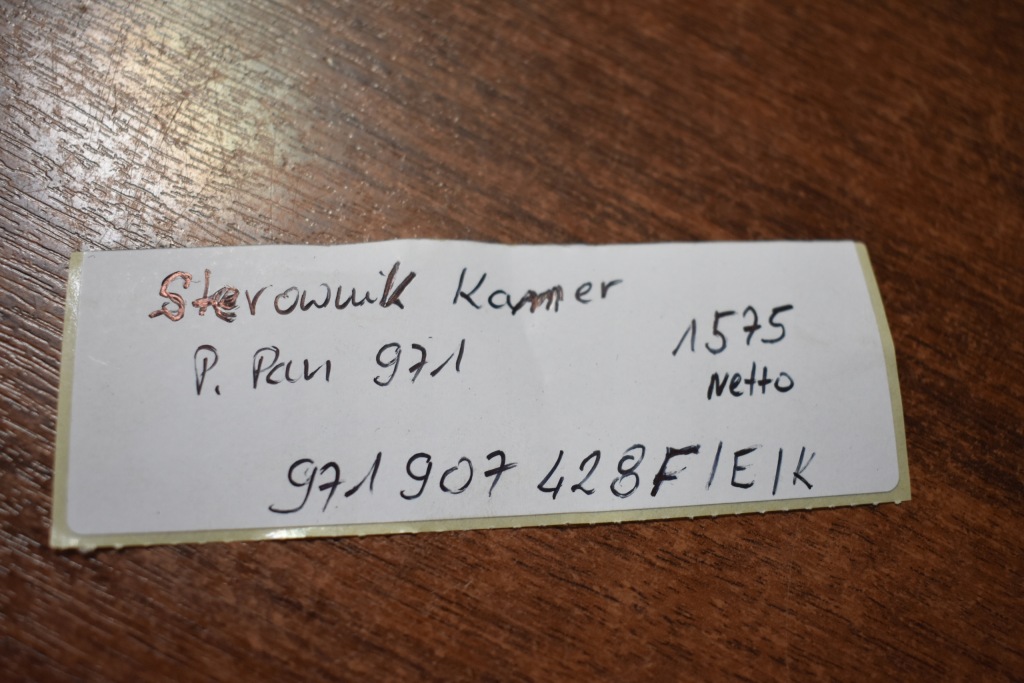 Sterownik Kamer
P. Pan 971
1575
Netto
971 907 428F/E/K